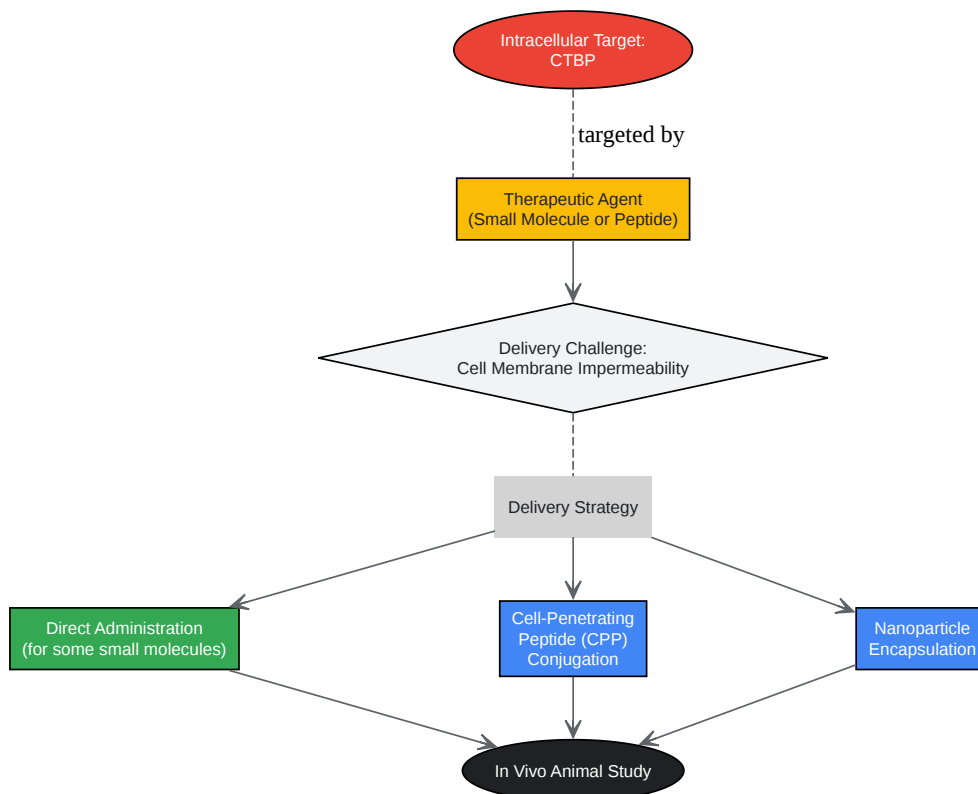 Intracellular Target:
CTBP
targeted by
Therapeutic Agent
(Small Molecule or Peptide)
Delivery Challenge:
Cell Membrane Impermeability
Delivery Strategy
Direct Administration
(for some small molecules)
Cell-Penetrating
Peptide (CPP)
Conjugation
Nanoparticle
Encapsulation
In Vivo Animal Study